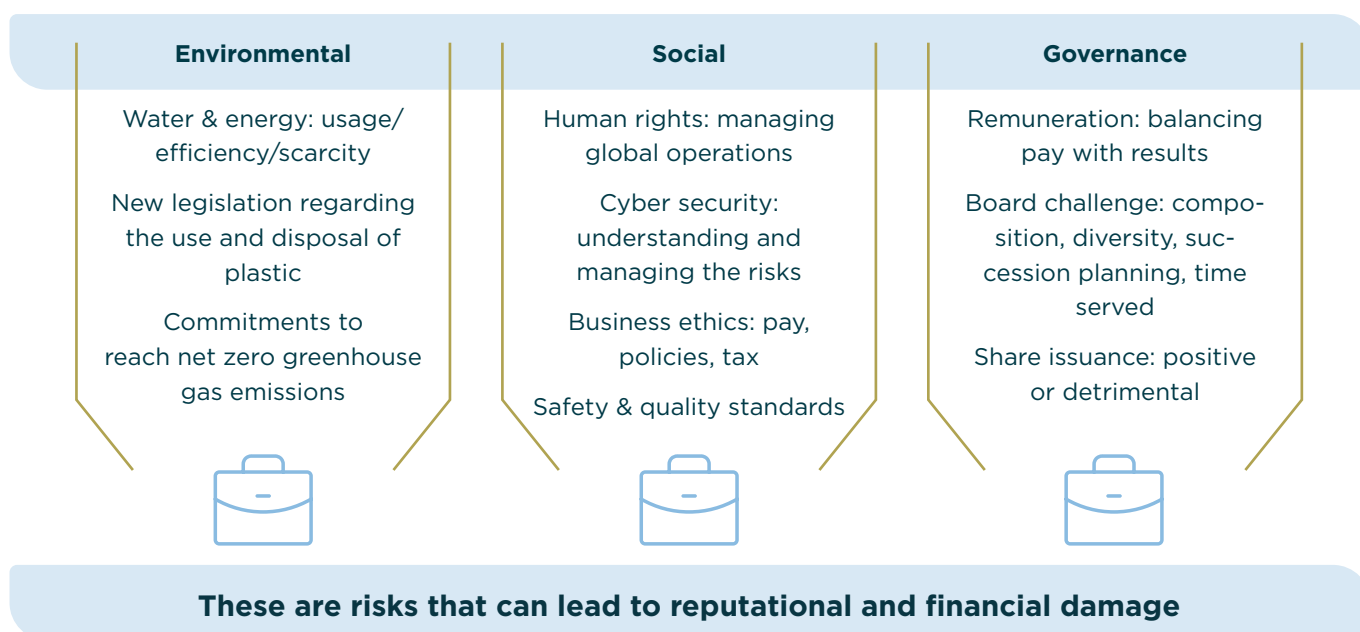 Environmental
Water & energy: usage/
efficiency/scarcity
New legislation regarding
the use and disposal of
plastic
Commitments to
reach net zero greenhouse
gas emissions
Social
Human rights: managing
global operations
Cyber security:
understanding and
managing the risks
Business ethics: pay,
policies, tax
Safety & quality standards
Governance
Remuneration: balancing
pay with results
Board challenge: compo-
sition, diversity, suc-
cession planning, time
served
Share issuance: positive
or detrimental
These are risks that can lead to reputational and financial damage